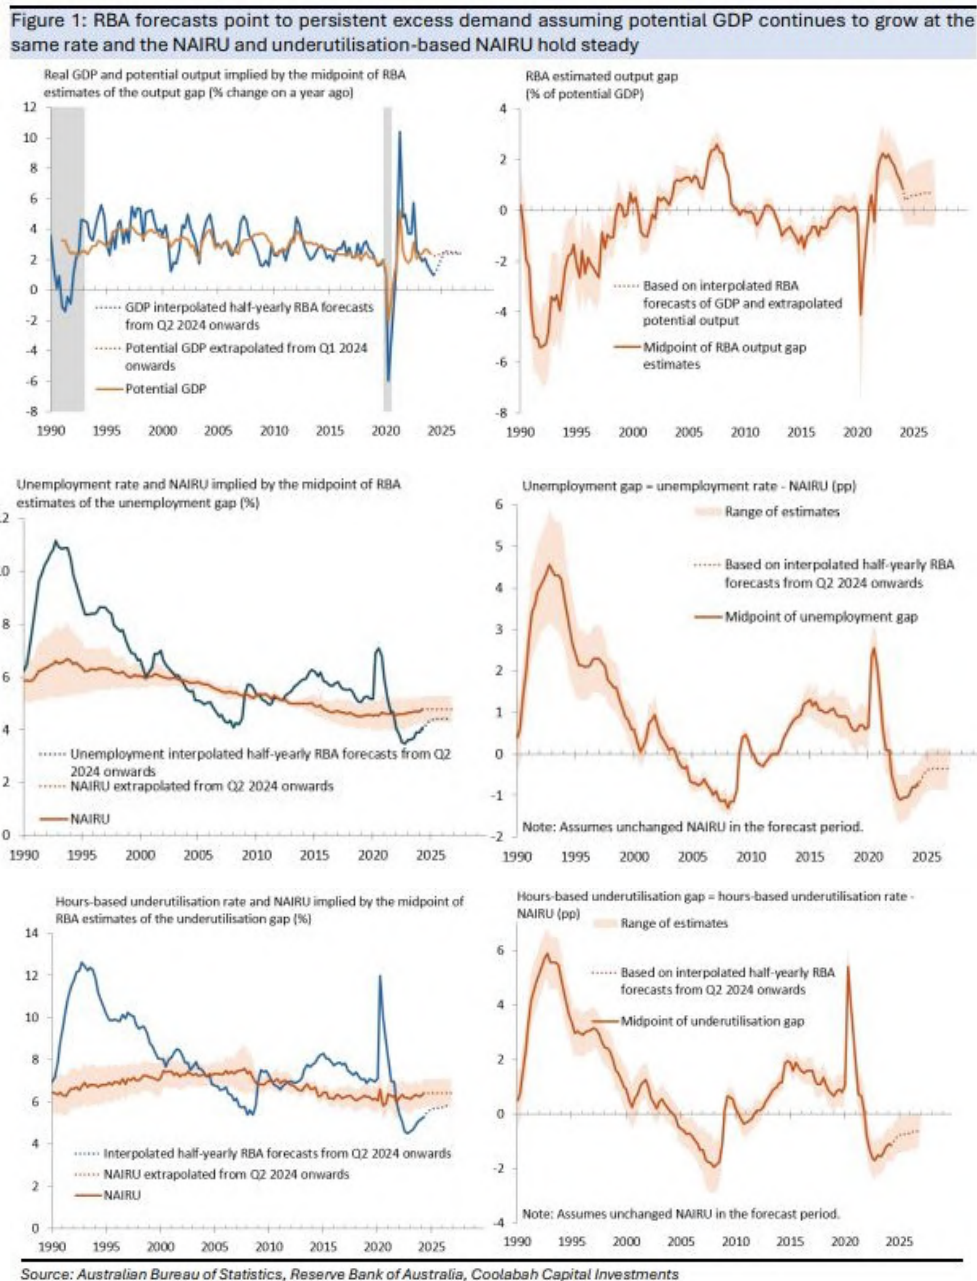 Figure 1: RBA forecasts point to persistent excess demand assuming potential GDP continues to grow at the
same rate and the NAIRU and underutilisation-based NAIRU hold steady
Real GDP and potential output implied by the midpoint of RBA
estimates of the output gap (% change on a year ago)
12
10
8
6
4
2
0
-2
-4
-6
-8
GDP interpolated half-yearly RBA forecasts
from Q2 2024 onwards
Potential GDP extrapolated from Q1 2024
onwards
Potential GDP
1990 1995 2000 2005 2010 2015 2020 2025
RBA estimated output gap
(% of potential GDP)
4
2
0
-2
-4
-6
-8
Based on interpolated RBA
forecasts of GDP and extrapolated
potential output
Midpoint of RBA output gap
estimates
1990 1995 2000 2005 2010 2015 2020 2025
Unemployment rate and NAIRU implied by the midpoint of RBA
estimates of the unemployment gap (%)
2
0
8
6
4
2
0
Unemployment interpolated half-yearly RBA forecasts from Q2
2024 onwards
NAIRU extrapolated from Q2 2024 onwards
NAIRU
1990 1995 2000 2005 2010 2015 2020 2025
Unemployment gap = unemployment rate - NAIRU (pp)
6
5
4
3
2
1
0
-1
-2
Range of estimates
Based on interpolated half-yearly RBA
forecasts from Q2 2024 onwards
Midpoint of unemployment gap
Note: Assumes unchanged NAIRU in the forecast period.
1990 1995 2000 2005 2010 2015 2020 2025
Hours-based underutilisation rate and NAIRU implied by the midpoint of
RBA estimates of the underutilisation gap (%)
14
12
10
8
6
4
2
0
Interpolated half-yearly RBA forecasts from Q2 2024 onwards
NAIRU extrapolated from Q2 2024 onwards
NAIRU
1990 1995 2000 2005 2010 2015 2020 2025
Hours-based underutilisation gap = hours-based underutilisation rate -
NAIRU (pp)
6
4
2
0
-2
-4
Range of estimates
Based on interpolated half-yearly RBA
forecasts from Q2 2024 onwards
Midpoint of underutilisation gap
Note: Assumes unchanged NAIRU in the forecast period.
1990 1995 2000 2005 2010 2015 2020 2025
Source: Australian Bureau of Statistics, Reserve Bank of Australia, Coolabah Capital Investments